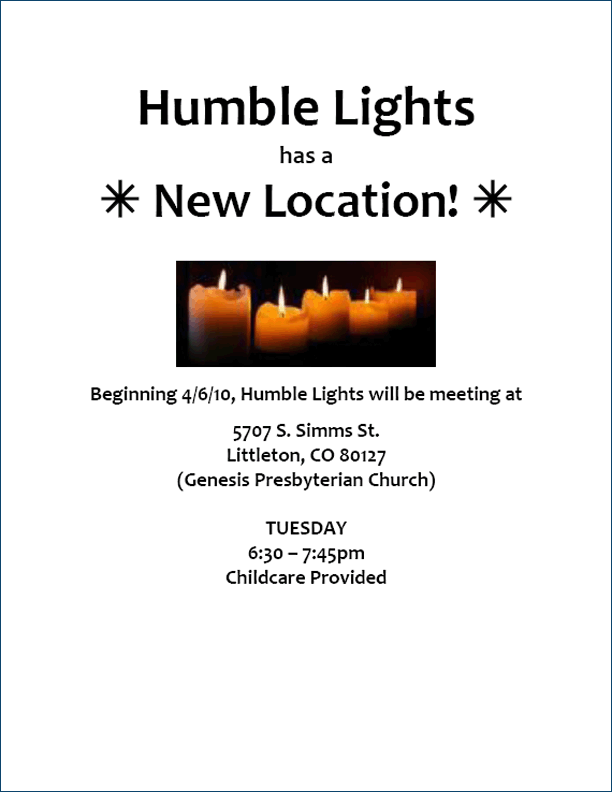 Humble Lights
has a
✳ New Location! ✳
Beginning 4/6/10, Humble Lights will be meeting at
5707 S. Simms St.
Littleton, CO 80127
(Genesis Presbyterian Church)
TUESDAY
6:30 – 7:45pm
Childcare Provided